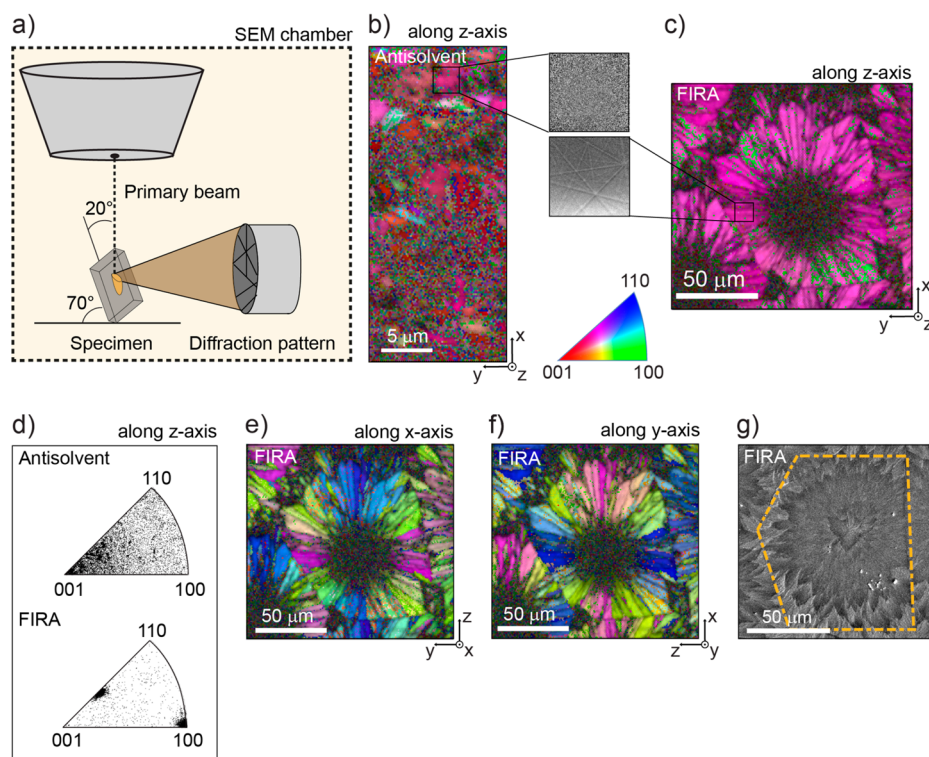 a)
SEM chamber
Primary beam
20°
70°
Specimen
Diffraction pattern
b)
along z-axis
Antisolvent
5 µm
x
y
z
110
001
100
c)
along z-axis
FIRA
50 µm
x
y
z
d)
along z-axis
Antisolvent
110
001
100
FIRA
110
001
100
e)
along x-axis
FIRA
50 µm
z
y
x
f)
along y-axis
FIRA
50 µm
x
z
y
g)
FIRA
50 µm